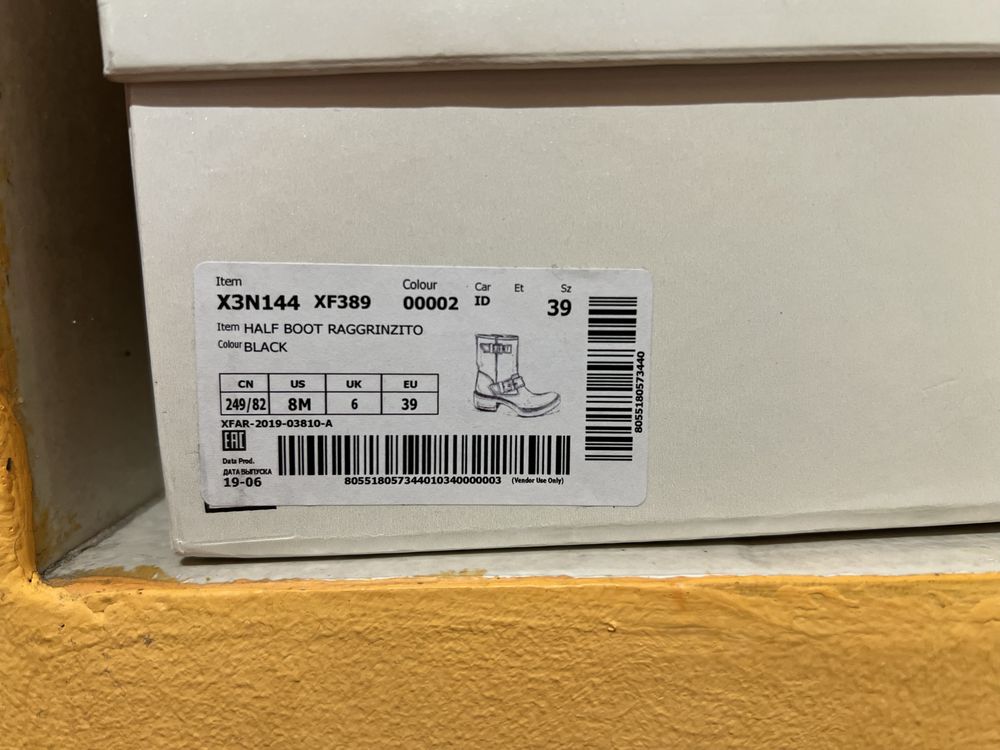 Item Colour Car Et Sz
X3N144 XF389 00002 ID 39
Item HALF BOOT RAGGRINZITO
Colour BLACK
CN US UK EU
249/82 8M 6 39
XFAR-2019-03810-A
EAC
Data Prod.
ДАТА ВЫПУСКА
19-06
805518057344010340000003 (Vendor Use Only)
8055180573440